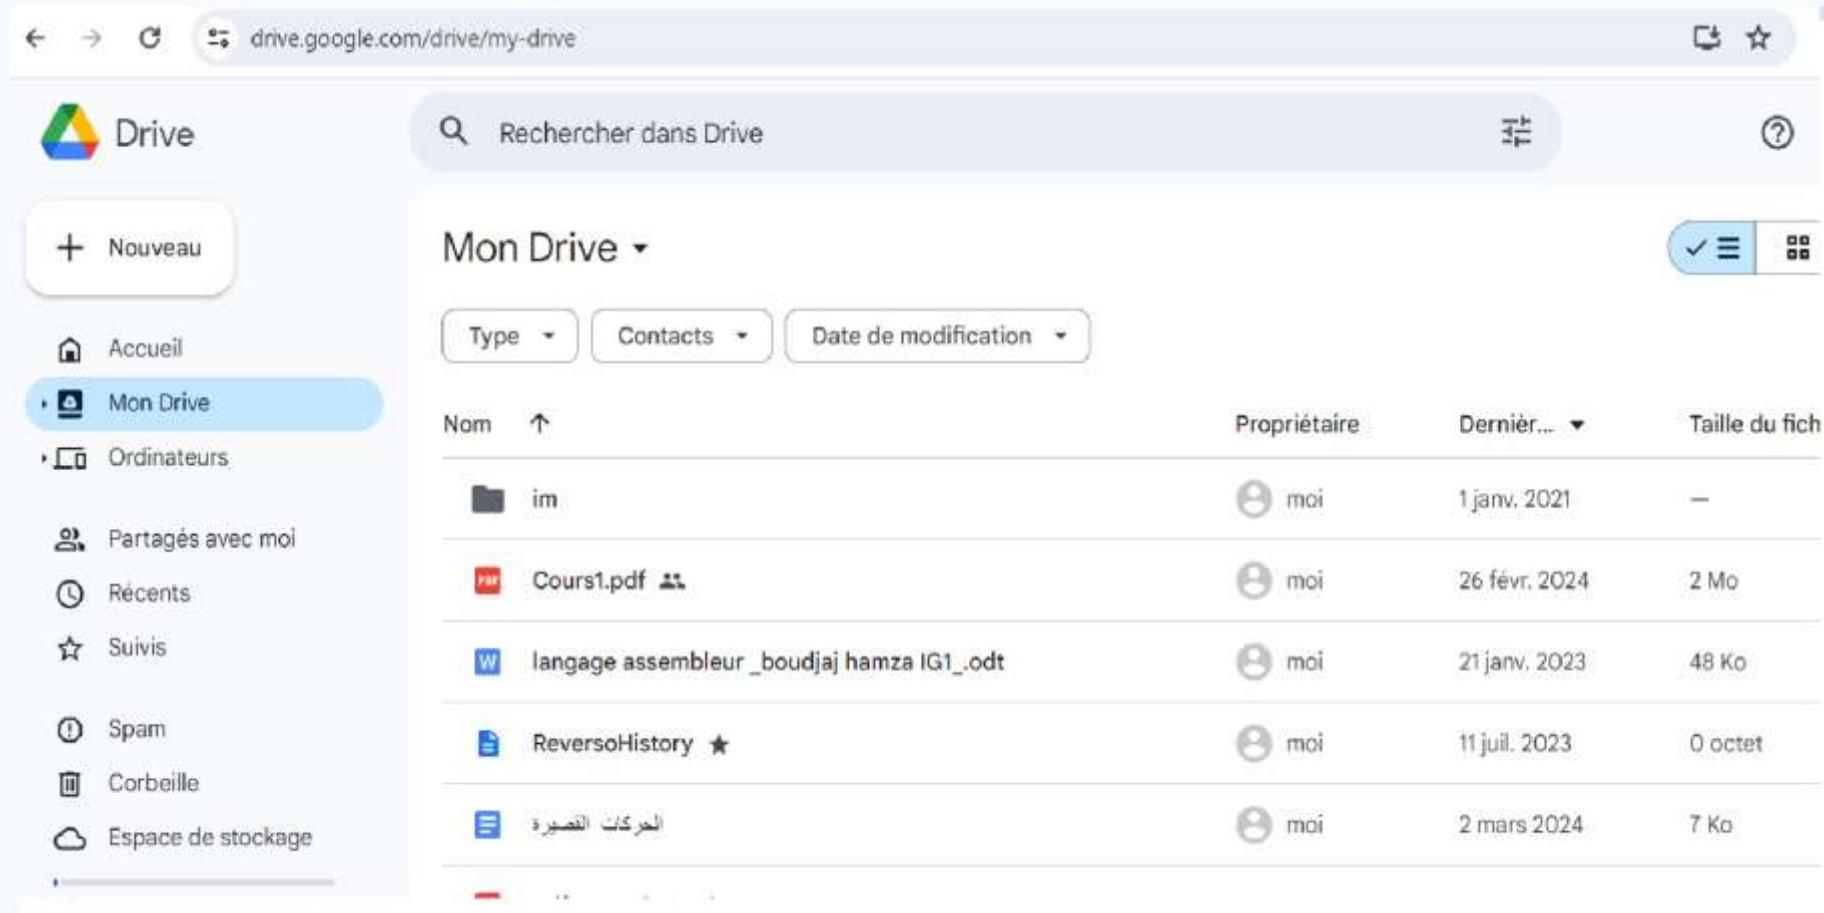 drive.google.com/drive/my-drive
Drive
Rechercher dans Drive
Nouveau
Mon Drive
Type
Contacts
Date de modification
Accueil
Mon Drive
Ordinateurs
Partagés avec moi
Récents
Suivis
Spam
Corbeille
Espace de stockage
Nom Propriétaire Dernièr... Taille du fich
im moi 1 janv. 2021 —
PDF Cours1.pdf moi 26 févr. 2024 2 Mo
W langage assembleur _boudjaj hamza IG1_.odt moi 21 janv. 2023 48 Ko
ReversoHistory moi 11 juil. 2023 0 octet
الحركات القصيرة moi 2 mars 2024 7 Ko